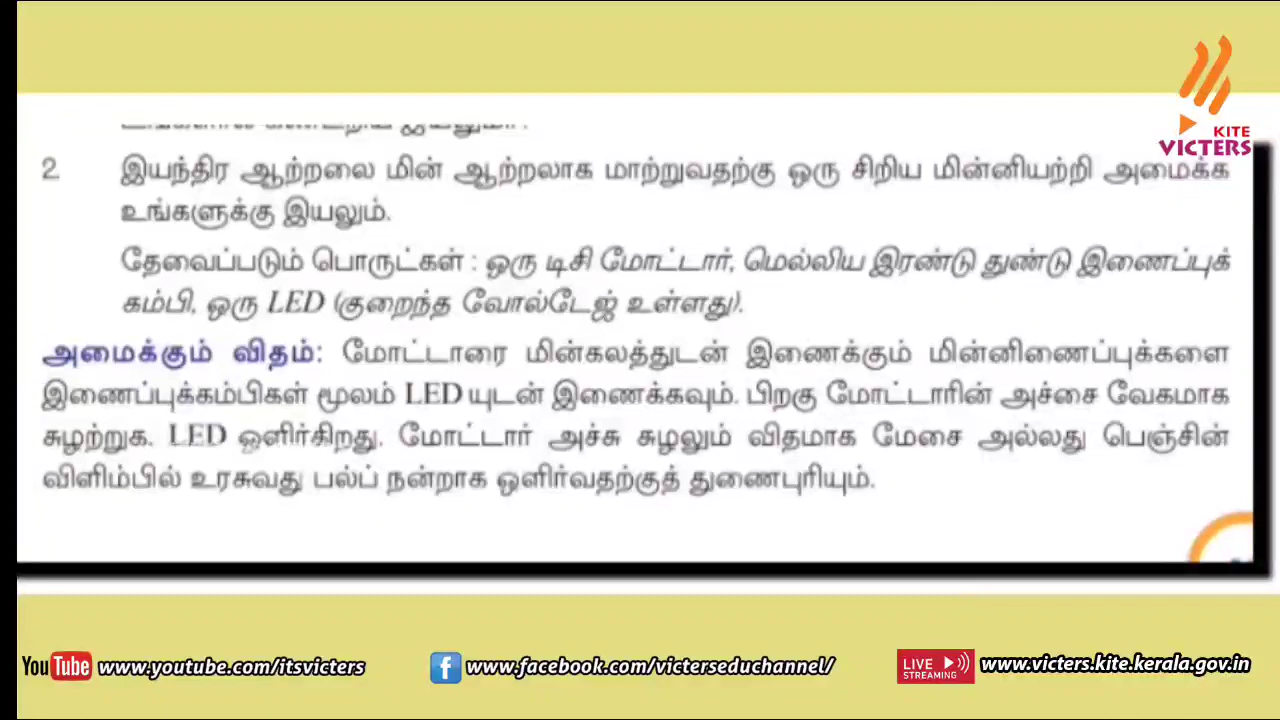 2. இயந்திர ஆற்றலை மின் ஆற்றலாக மாற்றுவதற்கு ஒரு சிறிய மின்னியற்றி அமைக்க
உங்களுக்கு இயலும்.
தேவைப்படும் பொருட்கள் : ஒரு டிசி மோட்டார், மெல்லிய இரண்டு துண்டு இணைப்புக்
கம்பி, ஒரு LED (குறைந்த வோல்டேஜ் உள்ளது).
அமைக்கும் விதம்: மோட்டாரை மின்கலத்துடன் இணைக்கும் மின்னிணைப்புக்களை
இணைப்புக்கம்பிகள் மூலம் LED யுடன் இணைக்கவும். பிறகு மோட்டாரின் அச்சை வேகமாக
சுழற்றுக. LED ஒளிர்கிறது. மோட்டார் அச்சு சுழலும் விதமாக மேசை அல்லது பெஞ்சின்
விளிம்பில் உரசுவது பல்ப் நன்றாக ஒளிர்வதற்குத் துணைபுரியும்.
KITE
VICTERS
YouTube www.youtube.com/itsvicters
f www.facebook.com/victerseduchannel/
LIVE STREAMING www.victers.kite.kerala.gov.in